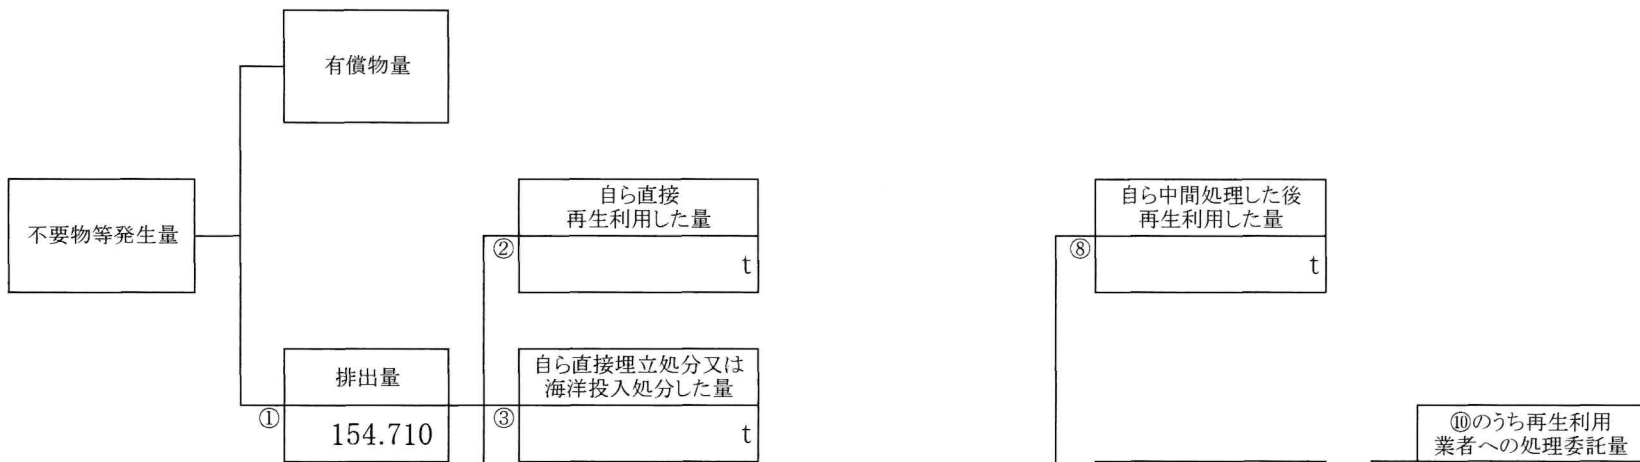 有償物量
不要物等発生量
自ら直接
再生利用した量
②
t
自ら中間処理した後
再生利用した量
⑧
t
排出量
①
154.710
自ら直接埋立処分又は
海洋投入処分した量
③
t
⑩のうち再生利用
業者への処理委託量